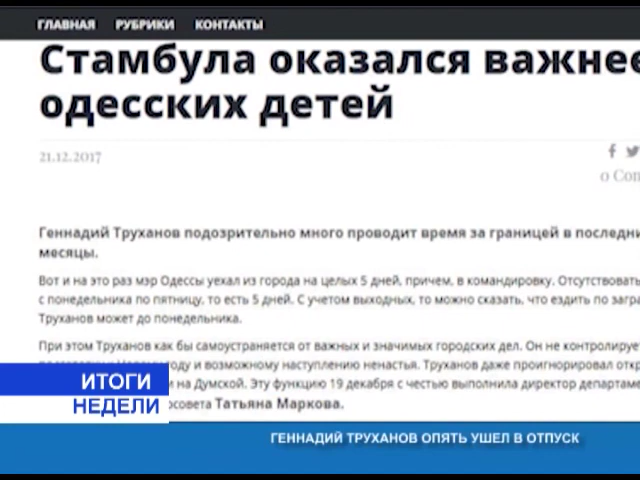 ГЛАВНАЯ РУБРИКИ КОНТАКТЫ
Стамбула оказался важнее
одесских детей
21.12.2017
0 Com
Геннадий Труханов подозрительно много проводит время за границей в последни
месяцы.
Вот и на это раз мэр Одессы уехал из города на целых 5 дней, причем, в командировку. Отсутствовать
с понедельника по пятницу, то есть 5 дней. С учетом выходных, то можно сказать, что ездить по загра
Труханов может до понедельника.
При этом Труханов как бы самоустраняется от важных и значимых городских дел. Он не контролирует
году и возможному наступлению ненастья. Труханов даже проигнорировал откр
и на Думской. Эту функцию 19 декабря с честью выполнила директор департаме
Татьяна Маркова.
ИТОГИ
НЕДЕЛИ
ГЕННАДИЙ ТРУХАНОВ ОПЯТЬ УШЕЛ В ОТПУСК